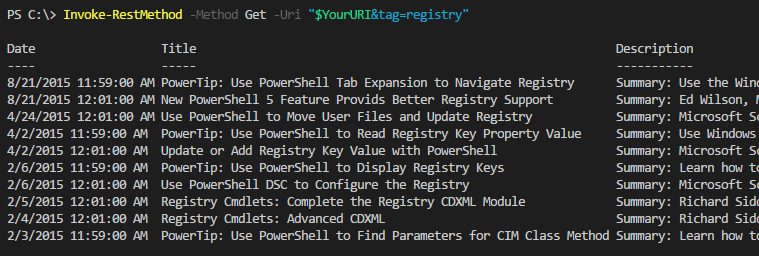 PS C:\> Invoke-RestMethod -Method Get -Uri "$YourURI&tag=registry"
Date Title Description
---- ----- -----------
8/21/2015 11:59:00 AM PowerTip: Use PowerShell Tab Expansion to Navigate Registry Summary: Use the Wind
8/21/2015 12:01:00 AM New PowerShell 5 Feature Provids Better Registry Support Summary: Ed Wilson, M
4/24/2015 12:01:00 AM Use PowerShell to Move User Files and Update Registry Summary: Microsoft Sc
4/2/2015 11:59:00 AM PowerTip: Use PowerShell to Read Registry Key Property Value Summary: Use Windows
4/2/2015 12:01:00 AM Update or Add Registry Key Value with PowerShell Summary: Microsoft Sc
2/6/2015 11:59:00 AM PowerTip: Use PowerShell to Display Registry Keys Summary: Learn how to
2/6/2015 12:01:00 AM Use PowerShell DSC to Configure the Registry Summary: Microsoft Sc
2/5/2015 12:01:00 AM Registry Cmdlets: Complete the Registry CDXML Module Summary: Richard Sidd
2/4/2015 12:01:00 AM Registry Cmdlets: Advanced CDXML Summary: Richard Sidd
2/3/2015 11:59:00 AM PowerTip: Use PowerShell to Find Parameters for CIM Class Method Summary: Learn how to